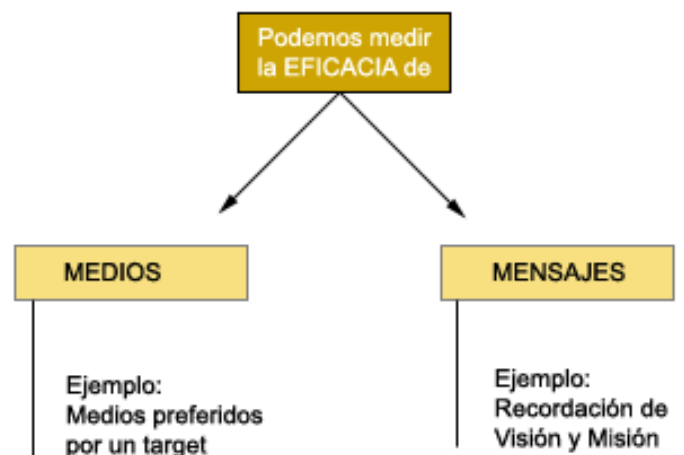 Podemos medir
la EFICACIA de
MEDIOS
Ejemplo:
Medios preferidos
por un target
MENSAJES
Ejemplo:
Recordación de
Visión y Misión